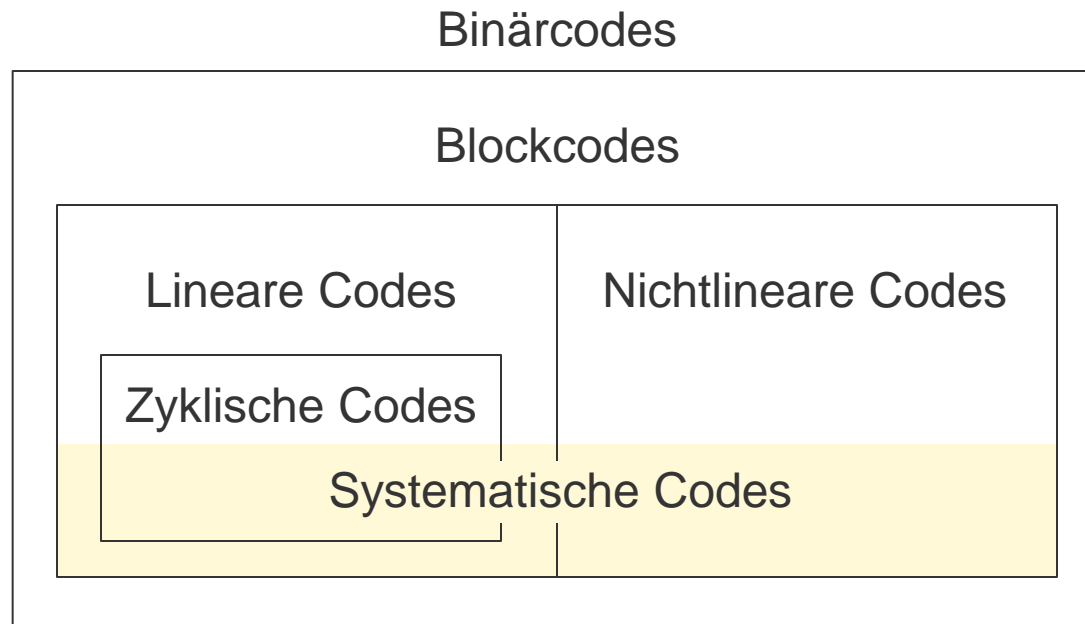 Binärcodes
Blockcodes
Lineare Codes
Nichtlineare Codes
Zyklische Codes
Systematische Codes